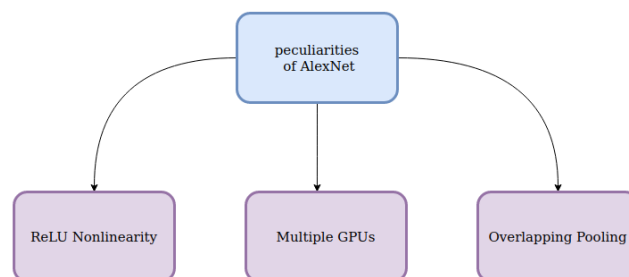 peculiarities
of AlexNet
ReLU Nonlinearity
Multiple GPUs
Overlapping Pooling